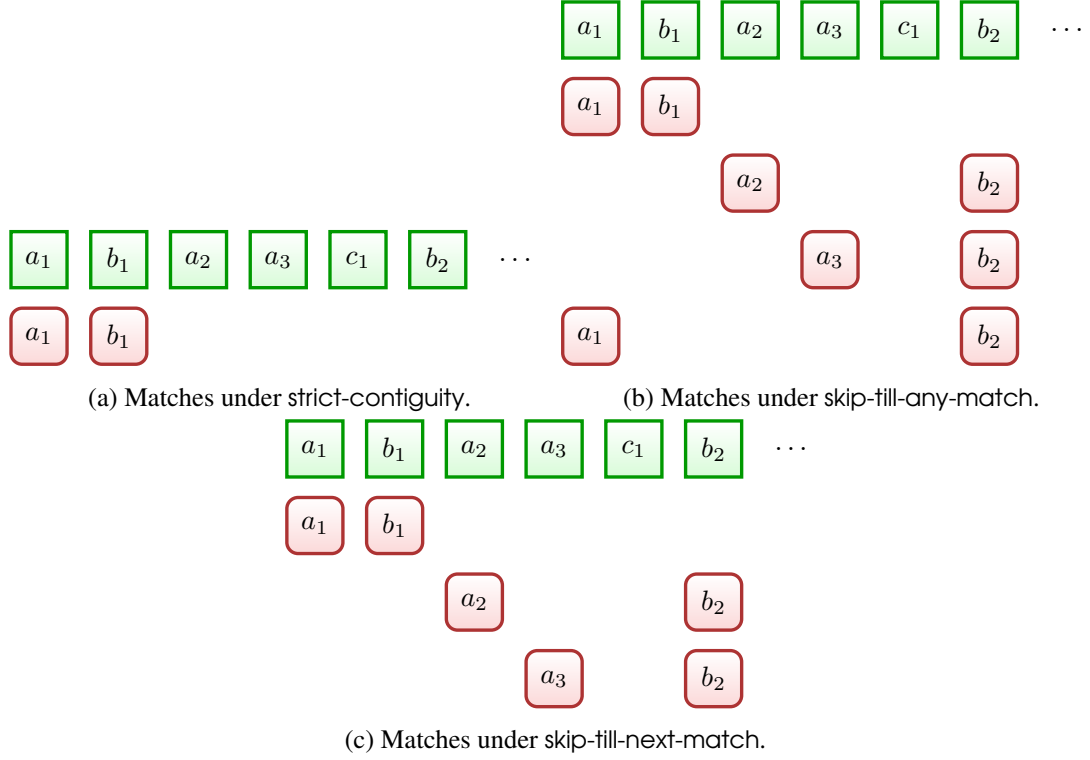 a₁ b₁ a₂ a₃ c₁ b₂ ...
a₁ b₁
(a) Matches under strict-contiguity.
a₁ b₁ a₂ a₃ c₁ b₂ ...
a₁ b₁
a₂ b₂
a₃ b₂
a₁ b₂
(b) Matches under skip-till-any-match.
a₁ b₁ a₂ a₃ c₁ b₂ ...
a₁ b₁
a₂ b₂
a₃ b₂
(c) Matches under skip-till-next-match.